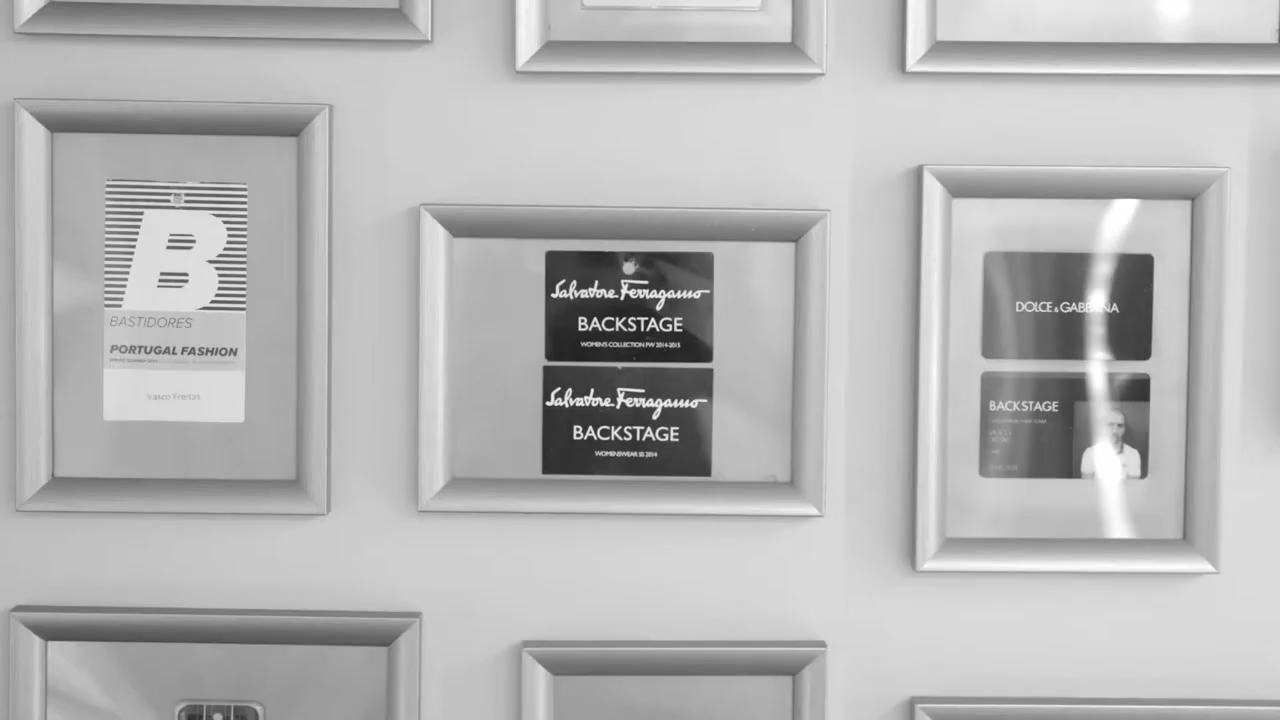 B
BASTIDORES
PORTUGAL FASHION
Vasco Freitas
Salvatore Ferragamo
BACKSTAGE
WOMEN'S COLLECTION FW 2014-2015
Salvatore Ferragamo
BACKSTAGE
WOMENSWEAR SS 2014
DOLCE & GABBANA
BACKSTAGE